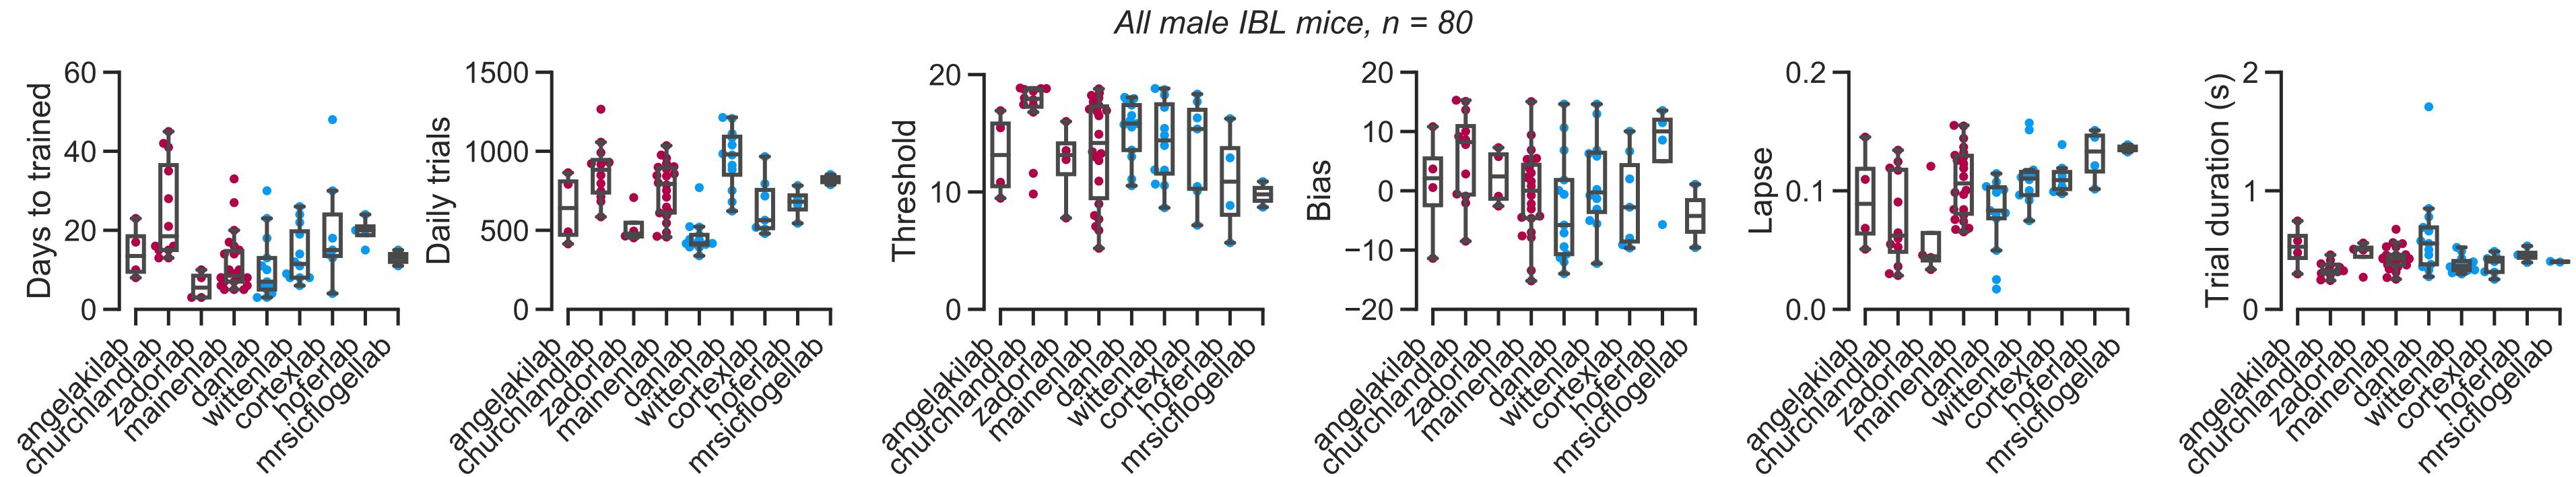 All male IBL mice, n = 80
Days to trained
60
40
20
0
angelakilab
churchlandlab
zadorlab
mainenlab
danlab
wittenlab
cortexlab
hoferlab
mrsicflogellab
Daily trials
1500
1000
500
0
angelakilab
churchlandlab
zadorlab
mainenlab
danlab
wittenlab
cortexlab
hoferlab
mrsicflogellab
Threshold
20
10
0
angelakilab
churchlandlab
zadorlab
mainenlab
danlab
wittenlab
cortexlab
hoferlab
mrsicflogellab
Bias
20
10
0
−10
−20
angelakilab
churchlandlab
zadorlab
mainenlab
danlab
wittenlab
cortexlab
hoferlab
mrsicflogellab
Lapse
0.2
0.1
0.0
angelakilab
churchlandlab
zadorlab
mainenlab
danlab
wittenlab
cortexlab
hoferlab
mrsicflogellab
Trial duration (s)
2
1
0
angelakilab
churchlandlab
zadorlab
mainenlab
danlab
wittenlab
cortexlab
hoferlab
mrsicflogellab